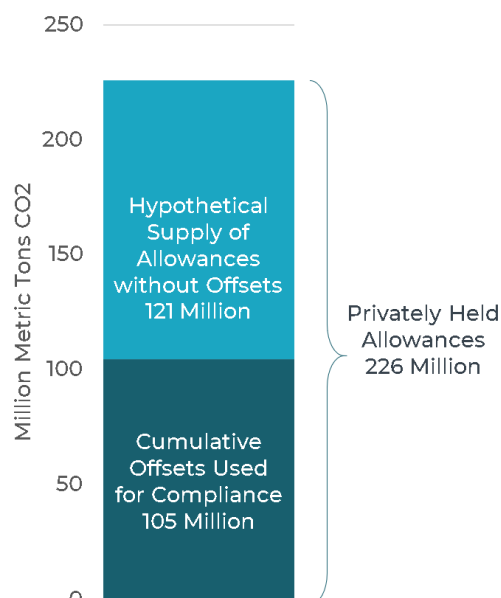 250
200
150
100
50
0
Million Metric Tons CO2
Hypothetical
Supply of
Allowances
without Offsets
121 Million
Cumulative
Offsets Used
for Compliance
105 Million
Privately Held
Allowances
226 Million